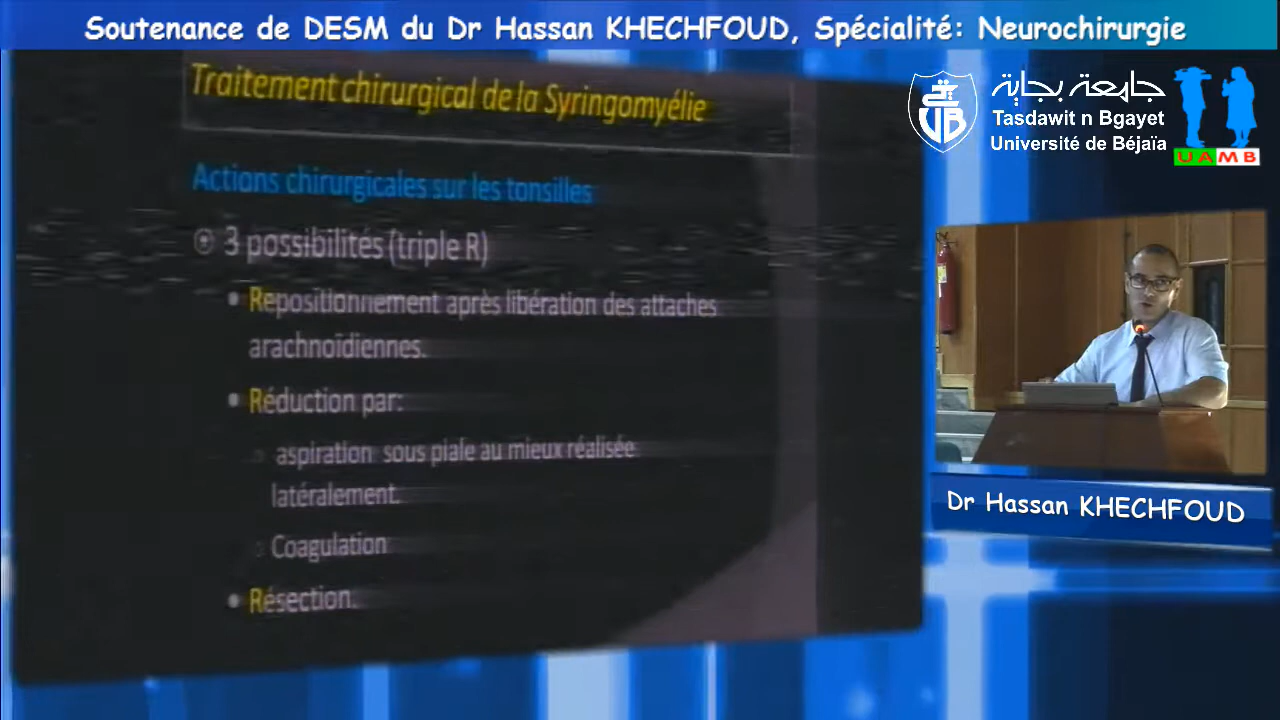 Soutenance de DESM du Dr Hassan KHECHFOUD, Spécialité: Neurochirurgie
Traitement chirurgical de la Syringomyélie
Actions chirurgicales sur les tonsilles
3 possibilités (triple R)
• Repositionnement après libération des attaches
arachnoïdiennes.
• Réduction par:
aspiration sous piale au mieux réalisée
latéralement.
Coagulation
• Résection.
UB
جامعة بجاية
Tasdawit n Bgayet
Université de Béjaïa
UAMB
Dr Hassan KHECHFOUD